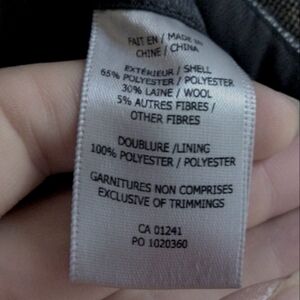 FAIT EN / MADE IN
CHINE / CHINA
EXTÉRIEUR / SHELL
65% POLYESTER / POLYESTER
30% LAINE / WOOL
5% AUTRES FIBRES /
OTHER FIBRES
DOUBLURE /LINING
100% POLYESTER / POLYESTER
GARNITURES NON COMPRISES
EXCLUSIVE OF TRIMMINGS
CA 01241
PO 1020360